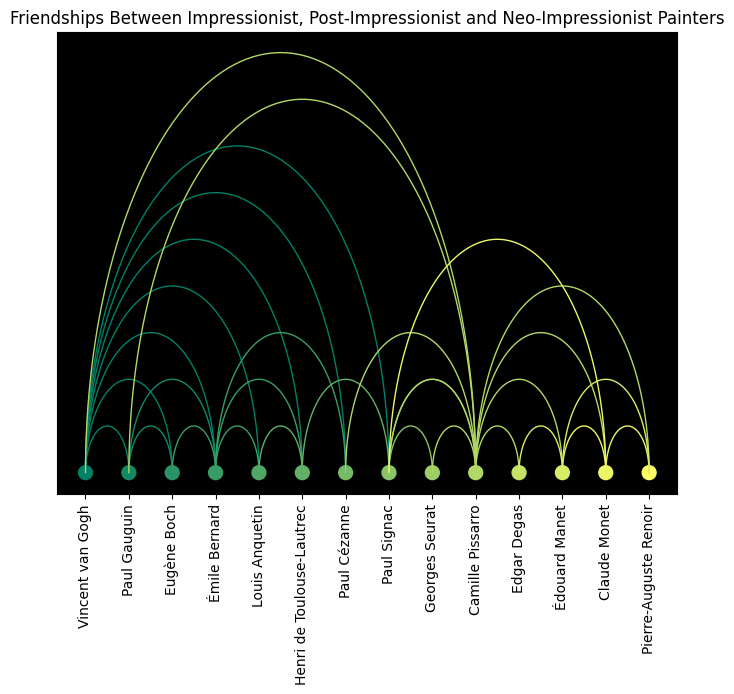 Friendships Between Impressionist, Post-Impressionist and Neo-Impressionist Painters
Vincent van Gogh
Paul Gauguin
Eugène Boch
Émile Bernard
Louis Anquetin
Henri de Toulouse-Lautrec
Paul Cézanne
Paul Signac
Georges Seurat
Camille Pissarro
Edgar Degas
Édouard Manet
Claude Monet
Pierre-Auguste Renoir